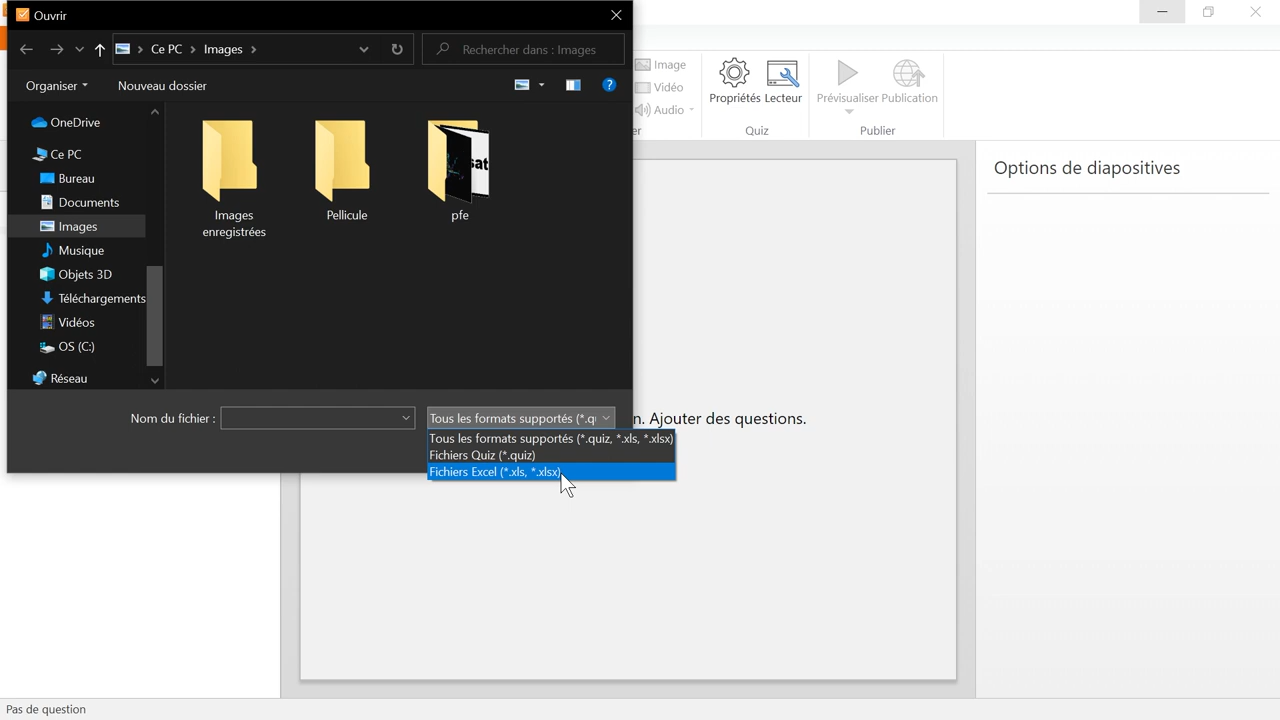 Ouvrir
Ce PC
Images
Rechercher dans : Images
Organiser
Nouveau dossier
OneDrive
Ce PC
Bureau
Documents
Images
Musique
Objets 3D
Téléchargements
Vidéos
OS (C:)
Réseau
Images
enregistrées
Pellicule
pfe
sat
Nom du fichier :
Tous les formats supportés (*.q
Tous les formats supportés (*.quiz, *.xls, *.xlsx)
Fichiers Quiz (*.quiz)
Fichiers Excel (*.xls, *.xlsx)
Image
Vidéo
Audio
er
Propriétés
Lecteur
Quiz
Prévisualiser
Publication
Publier
Options de diapositives
n. Ajouter des questions.
Pas de question